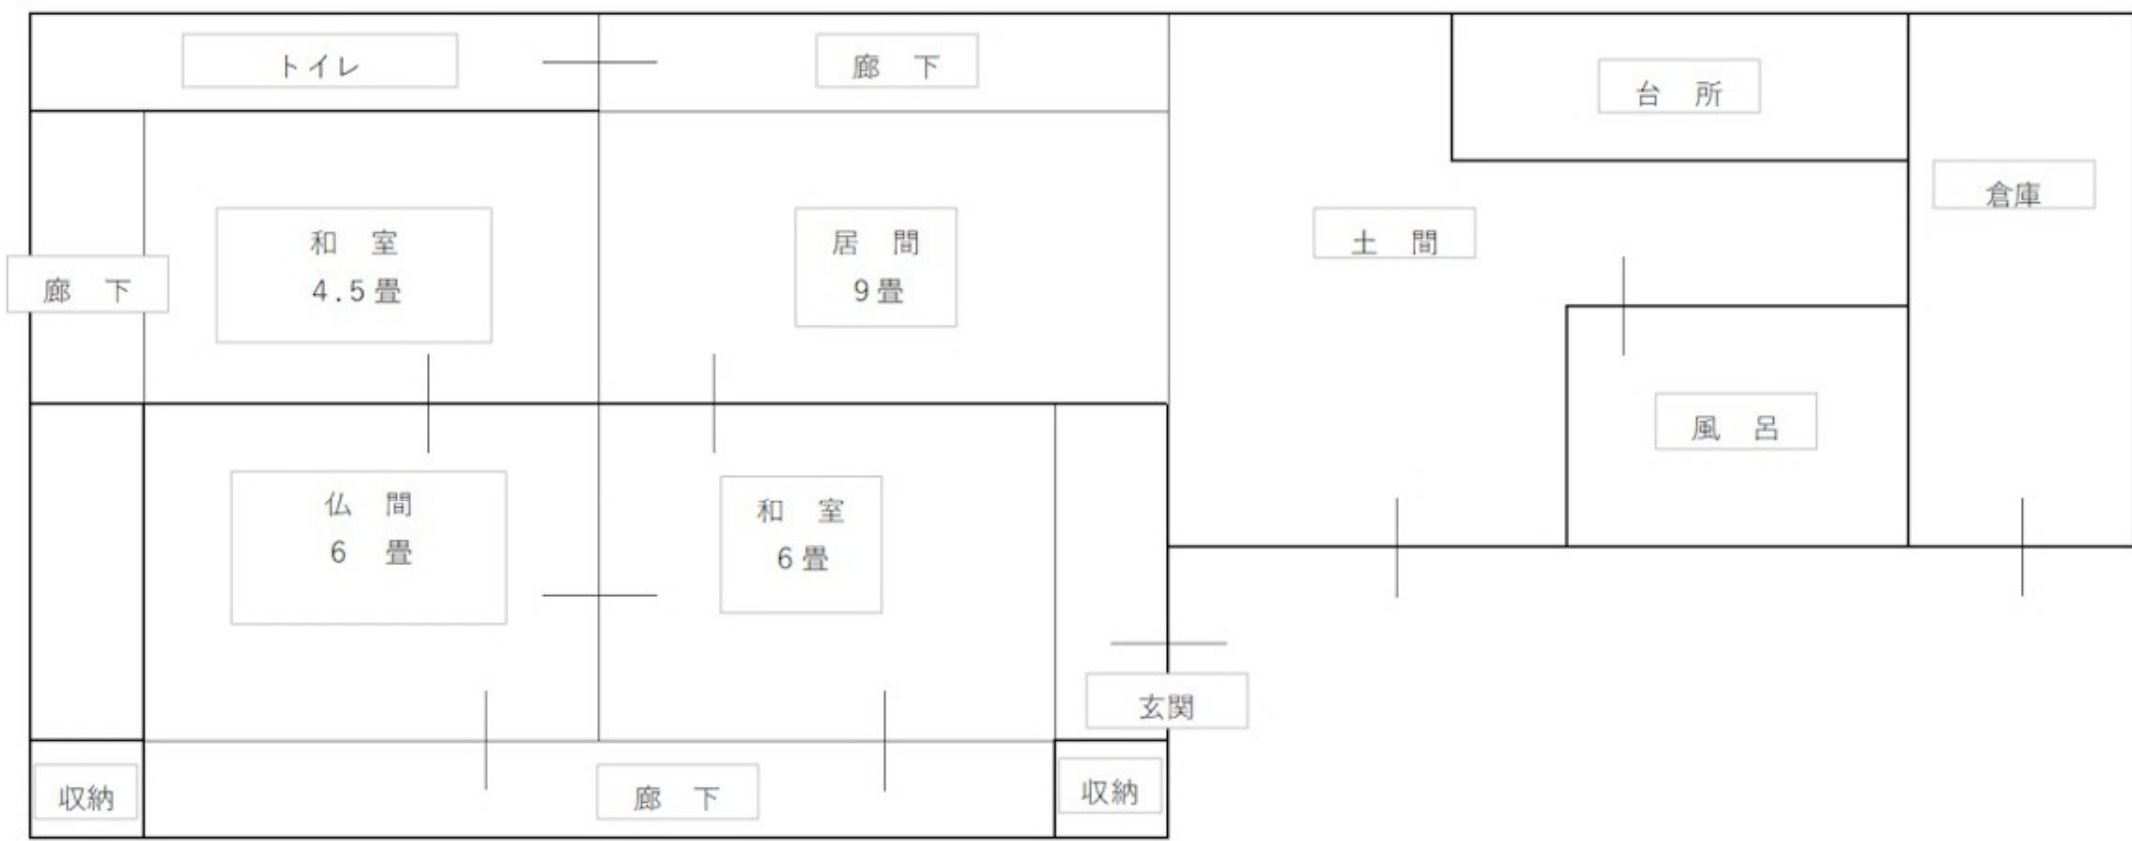 トイレ
廊　下
台　所
倉庫
和　室
4.5畳
居　間
9畳
土　間
廊　下
風　呂
仏　間
6　畳
和　室
6畳
玄関
収納
廊　下
収納